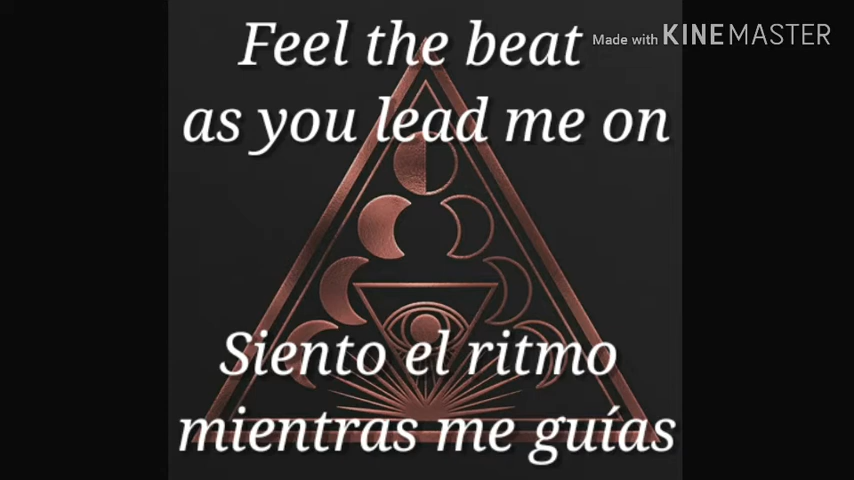 Feel the beat
Made with KINEMASTER
as you lead me on
Siento el ritmo
mientras me guías